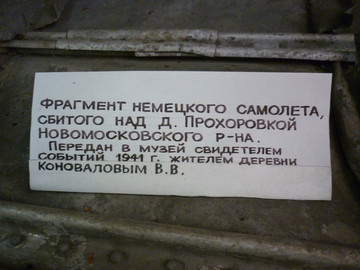 ФРАГМЕНТ НЕМЕЦКОГО САМОЛЕТА,
СБИТОГО НАД Д. ПРОХОРОВКОЙ
НОВОМОСКОВСКОГО Р-НА.
ПЕРЕДАН В МУЗЕЙ СВИДЕТЕЛЕМ
СОБЫТИЙ 1941 Г. ЖИТЕЛЕМ ДЕРЕВНИ
КОНОВАЛОВЫМ В.В.